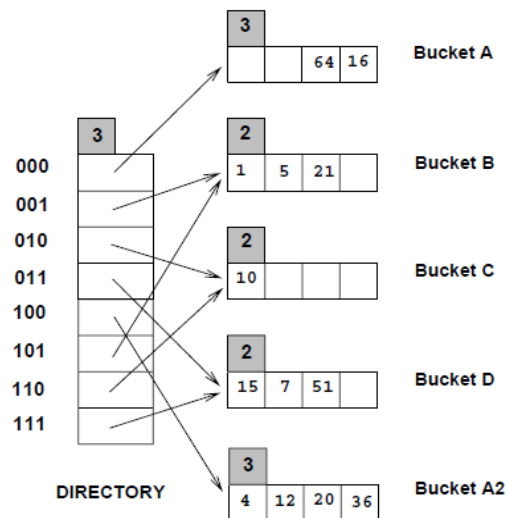 3
64 16
Bucket A
3
000
001
010
011
100
101
110
111
DIRECTORY
2
1 5 21
Bucket B
2
10
Bucket C
2
15 7 51
Bucket D
3
4 12 20 36
Bucket A2